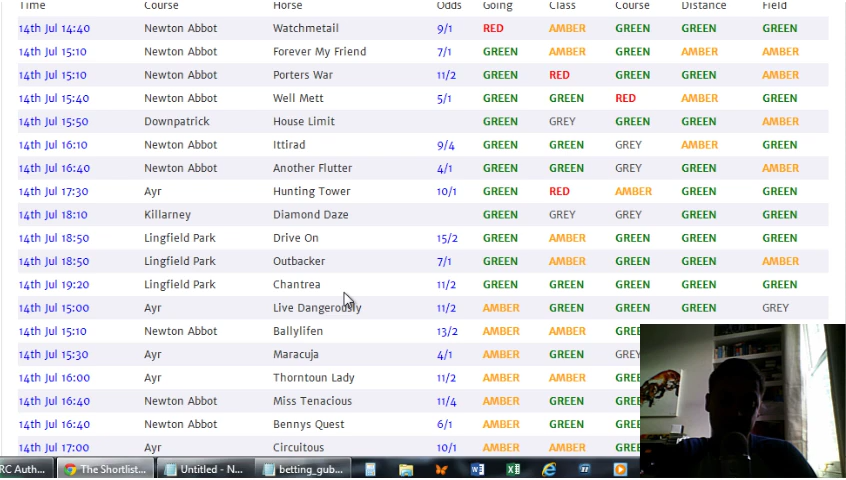 Time Course Horse Odds Going Class Course Distance Field
14th Jul 14:40 Newton Abbot Watchmetail 9/1 RED AMBER GREEN GREEN GREEN
14th Jul 15:10 Newton Abbot Forever My Friend 7/1 GREEN AMBER GREEN AMBER AMBER
14th Jul 15:10 Newton Abbot Porters War 11/2 GREEN RED GREEN GREEN AMBER
14th Jul 15:40 Newton Abbot Well Mett 5/1 GREEN GREEN RED AMBER GREEN
14th Jul 15:50 Downpatrick House Limit GREEN GREY GREEN GREEN AMBER
14th Jul 16:10 Newton Abbot Ittirad 9/4 GREEN GREEN GREY AMBER GREEN
14th Jul 16:40 Newton Abbot Another Flutter 4/1 GREEN GREEN GREY GREEN AMBER
14th Jul 17:30 Ayr Hunting Tower 10/1 GREEN RED AMBER GREEN GREEN
14th Jul 18:10 Killarney Diamond Daze GREEN GREY GREY GREEN GREEN
14th Jul 18:50 Lingfield Park Drive On 15/2 GREEN AMBER GREEN GREEN GREEN
14th Jul 18:50 Lingfield Park Outbacker 7/1 GREEN AMBER GREEN GREEN AMBER
14th Jul 19:20 Lingfield Park Chantrea 11/2 GREEN GREEN GREEN GREEN GREEN
14th Jul 15:00 Ayr Live Dangerously 11/2 AMBER GREEN GREEN GREEN GREY
14th Jul 15:10 Newton Abbot Ballylifen 13/2 AMBER AMBER GREE
14th Jul 15:30 Ayr Maracuja 4/1 AMBER GREEN GREY
14th Jul 16:00 Ayr Thorntoun Lady 11/2 AMBER AMBER GREE
14th Jul 16:40 Newton Abbot Miss Tenacious 11/4 AMBER GREEN GREE
14th Jul 16:40 Newton Abbot Bennys Quest 6/1 AMBER GREEN GREE
14th Jul 17:00 Ayr Circuitous 10/1 AMBER AMBER GREE
RC Auth... The Shortlist... Untitled - N... betting_gub...